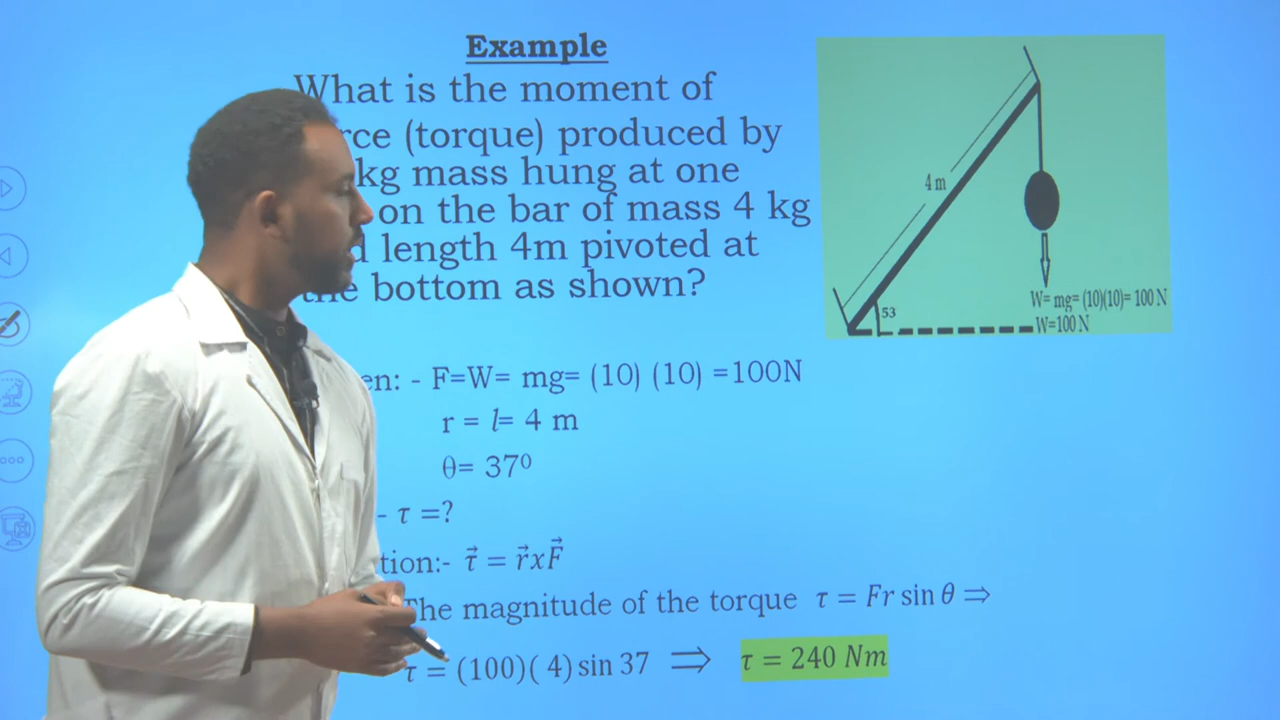 Example
What is the moment of
rce (torque) produced by
kg mass hung at one
on the bar of mass 4 kg
d length 4m pivoted at
the bottom as shown?
4 m
53
W= mg= (10)(10)= 100 N
W=100 N
en: - F=W= mg= (10) (10) =100N
r = l= 4 m
θ= 37⁰
- τ =?
tion:- τ⃗ = r⃗xF⃗
The magnitude of the torque τ = Fr sin θ ⇒
τ = (100)( 4) sin 37 ⇒ τ = 240 Nm